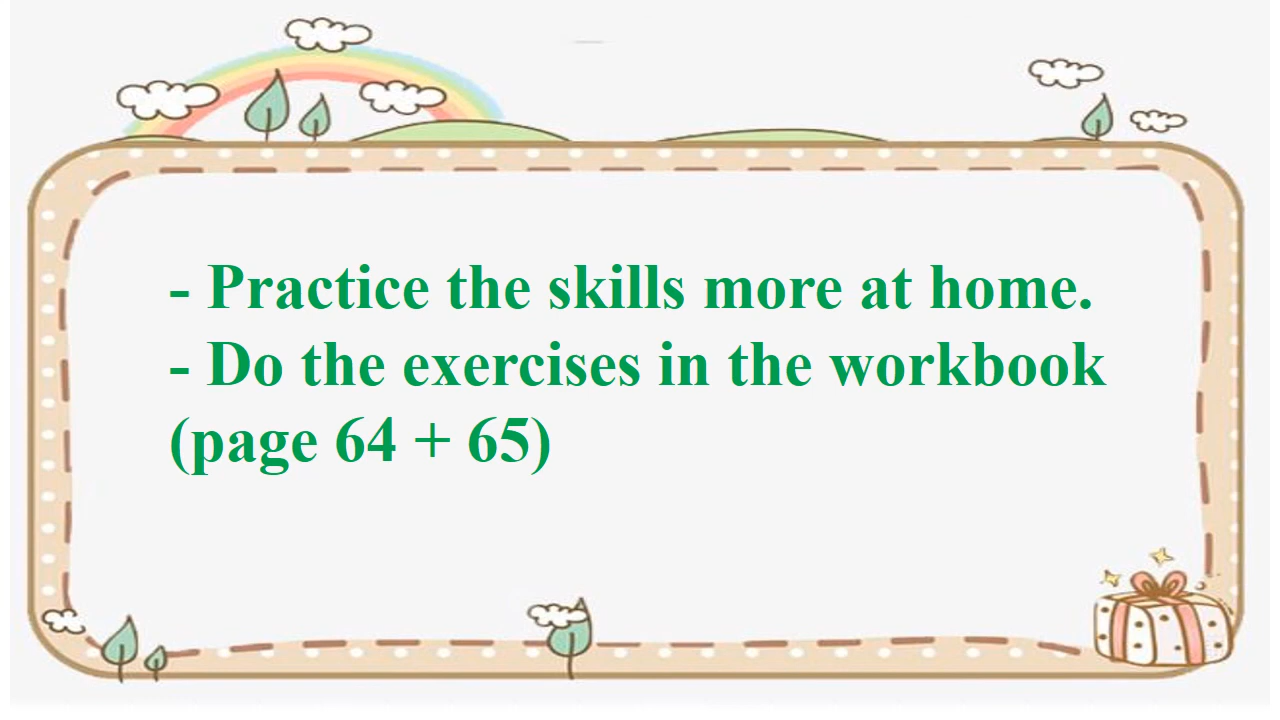 - Practice the skills more at home.
- Do the exercises in the workbook
(page 64 + 65)